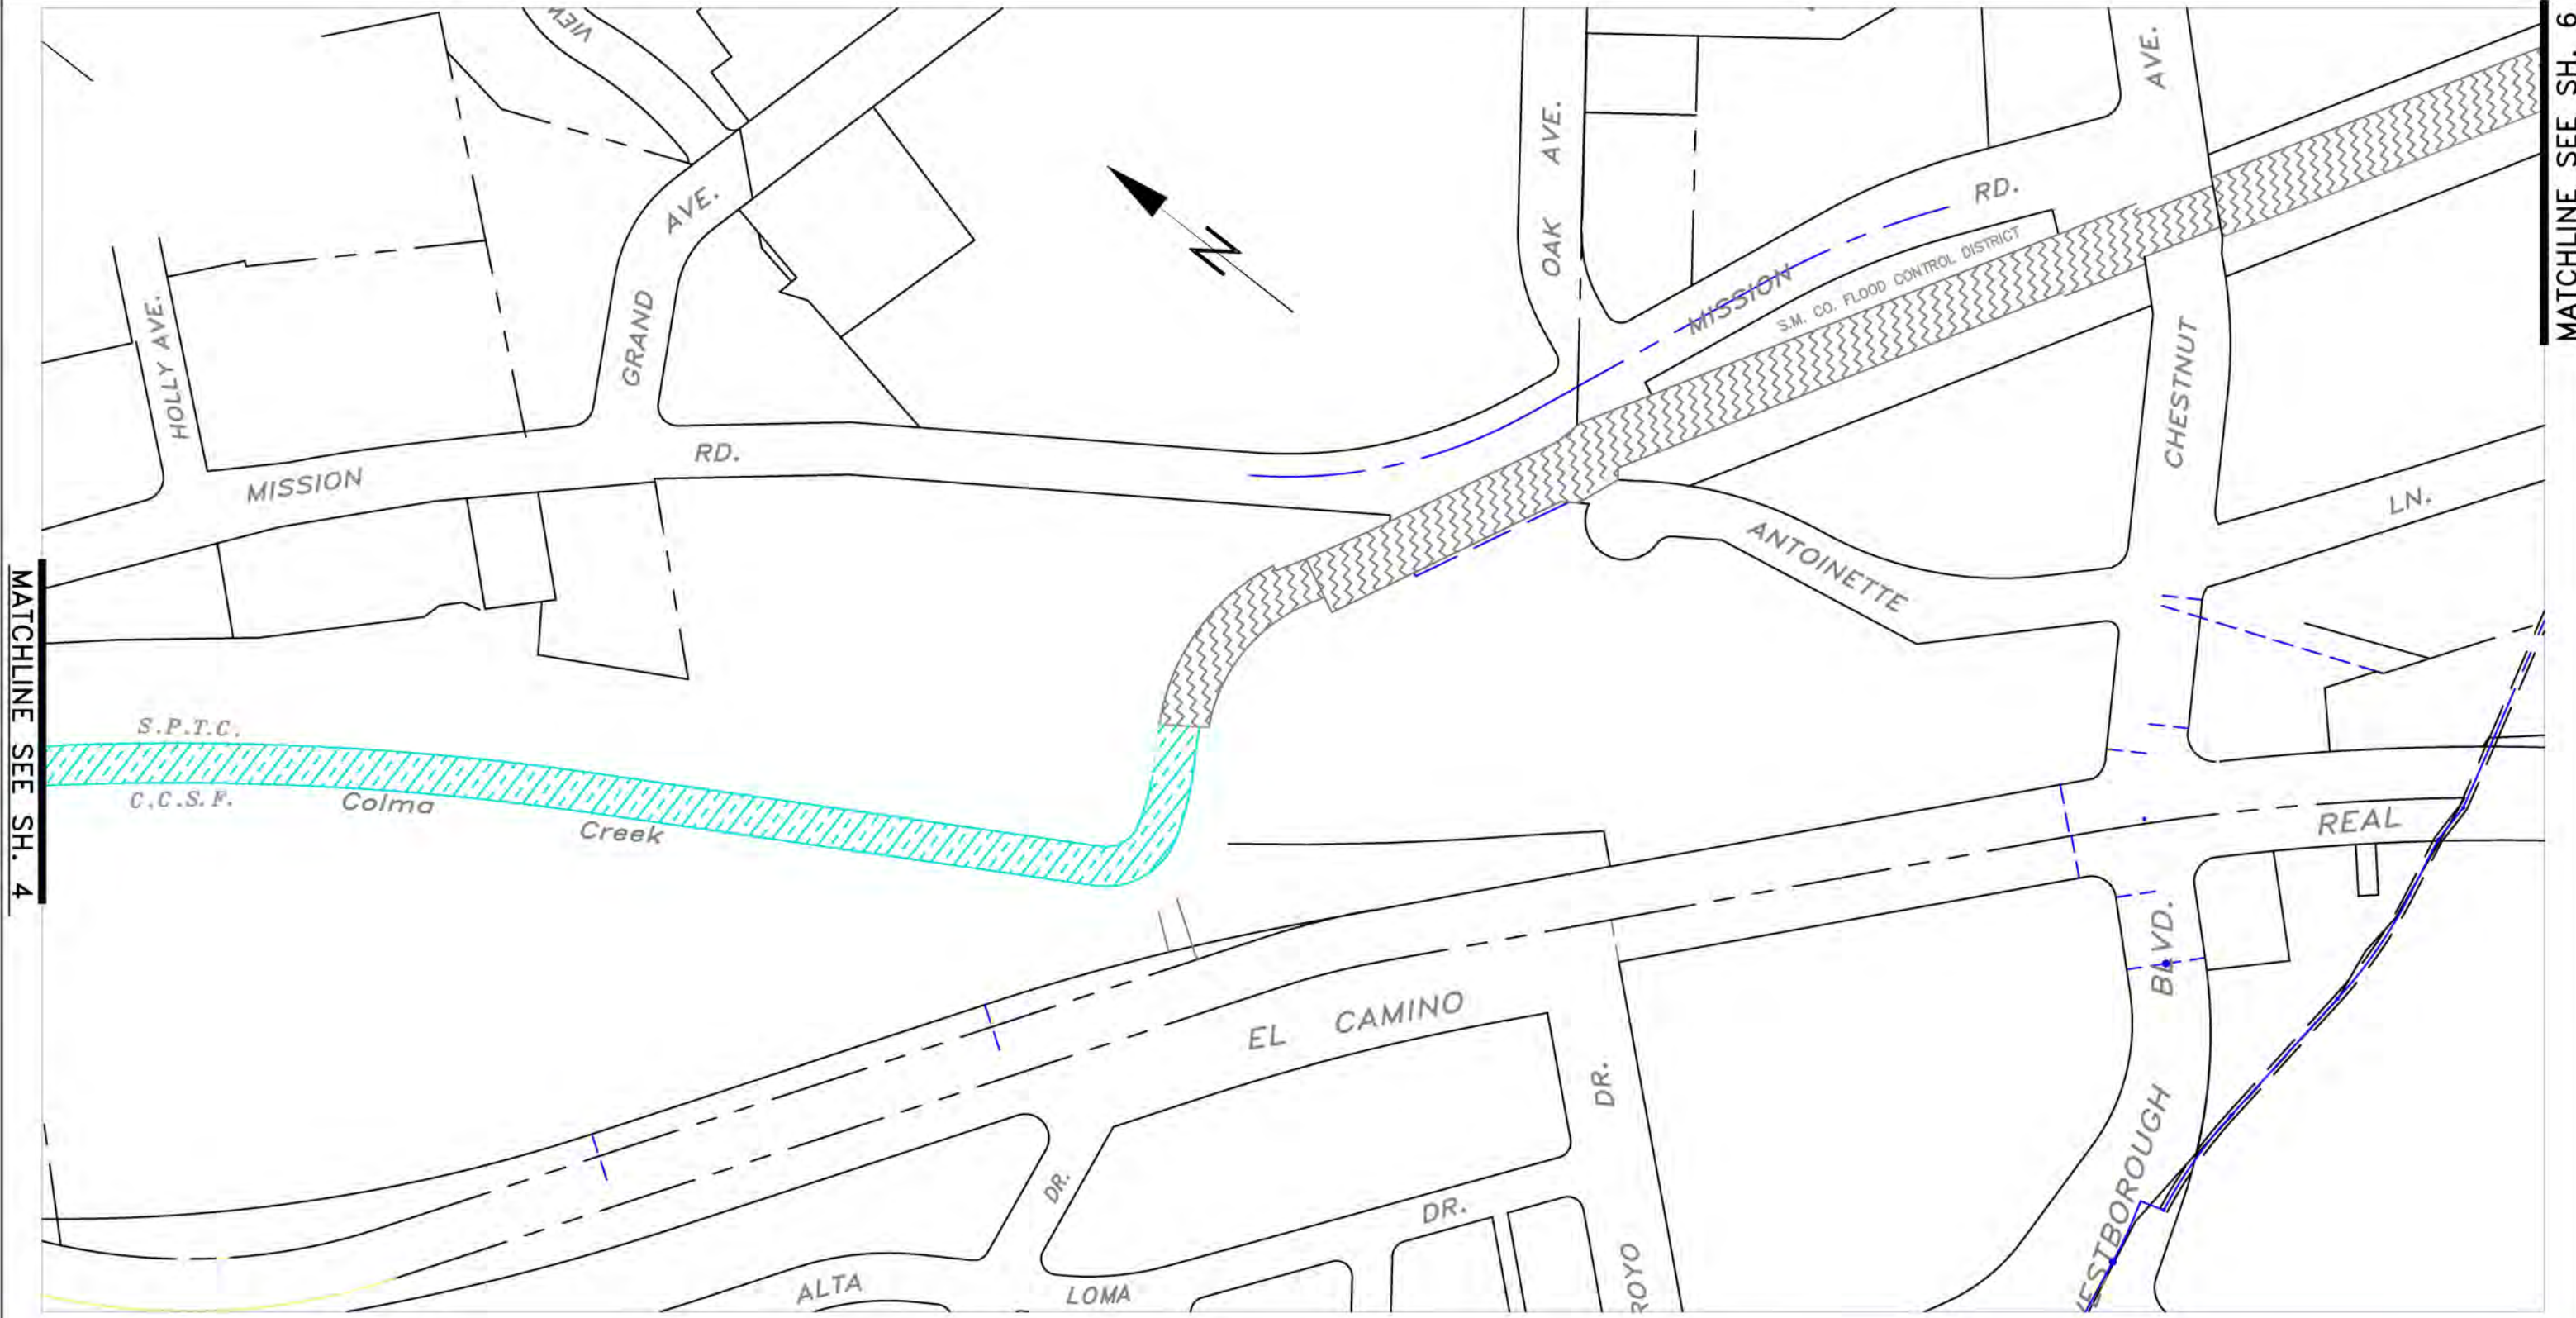 VIEW
AVE.
MATCHLINE SEE SH. 6
OAK AVE.
GRAND AVE.
N
MISSION RD.
S.M. CO. FLOOD CONTROL DISTRICT
HOLLY AVE.
CHESTNUT
MISSION RD.
LN.
ANTOINETTE
MATCHLINE SEE SH. 4
S.P.T.C.
C.C.S.F.
Colma Creek
REAL
BLVD.
EL CAMINO
DR.
DR.
DR.
ALTA
LOMA
ROYO
ESTBOROUGH